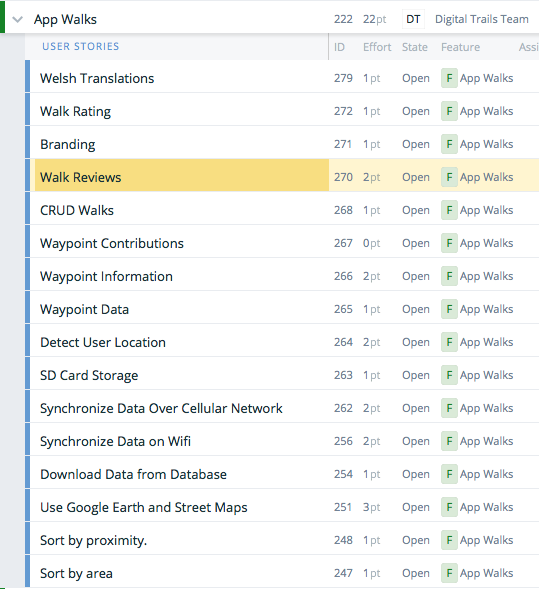 App Walks 222 22pt DT Digital Trails Team
USER STORIES ID Effort State Feature Assi
Welsh Translations 279 1pt Open F App Walks
Walk Rating 272 1pt Open F App Walks
Branding 271 1pt Open F App Walks
Walk Reviews 270 2pt Open F App Walks
CRUD Walks 268 1pt Open F App Walks
Waypoint Contributions 267 0pt Open F App Walks
Waypoint Information 266 2pt Open F App Walks
Waypoint Data 265 1pt Open F App Walks
Detect User Location 264 2pt Open F App Walks
SD Card Storage 263 1pt Open F App Walks
Synchronize Data Over Cellular Network 262 2pt Open F App Walks
Synchronize Data on Wifi 256 2pt Open F App Walks
Download Data from Database 254 1pt Open F App Walks
Use Google Earth and Street Maps 251 3pt Open F App Walks
Sort by proximity. 248 1pt Open F App Walks
Sort by area 247 1pt Open F App Walks